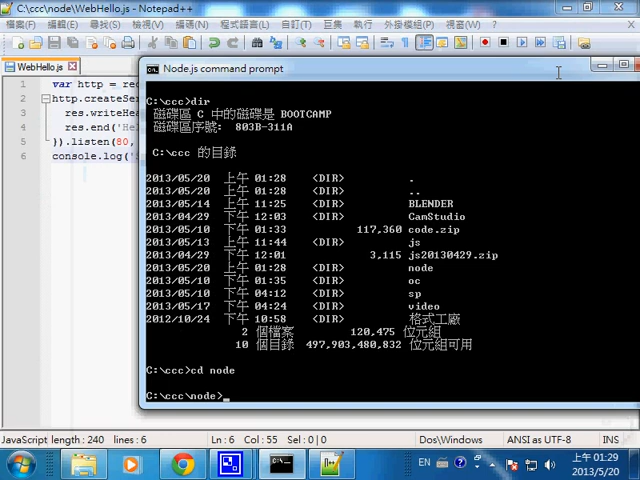 C:\ccc\node\WebHello.js - Notepad++
檔案(F) 編輯(E) 尋找(S) 檢視(V) 編碼(N) 程式語言(L) 自訂(T) 巨集 執行 外掛模組(P) 視窗(W) ?
WebHello.js
Node.js command prompt
1 var http = req
2 http.createSer
3 res.writeHea
4 res.end('Hel
5 }).listen(80,
6 console.log('S
C:\ccc>dir
磁碟區 C 中的磁碟是 BOOTCAMP
磁碟區序號: 803B-311A
C:\ccc 的目錄
2013/05/20 上午 01:28 <DIR> .
2013/05/20 上午 01:28 <DIR> ..
2013/05/14 上午 11:25 <DIR> BLENDER
2013/04/29 下午 12:03 <DIR> CamStudio
2013/05/10 下午 01:33 117,360 code.zip
2013/05/13 上午 11:44 <DIR> js
2013/04/29 下午 12:01 3,115 js20130429.zip
2013/05/20 上午 01:28 <DIR> node
2013/05/10 下午 01:35 <DIR> oc
2013/05/10 下午 04:12 <DIR> sp
2013/05/17 下午 04:24 <DIR> video
2012/10/24 下午 10:58 <DIR> 格式工廠
2 個檔案 120,475 位元組
10 個目錄 497,903,480,832 位元組可用
C:\ccc>cd node
C:\ccc\node>_
JavaScript length : 240 lines : 6 Ln : 6 Col : 55 Sel : 0 | 0 Dos\Windows ANSI as UTF-8 INS
EN
上午 01:29
2013/5/20